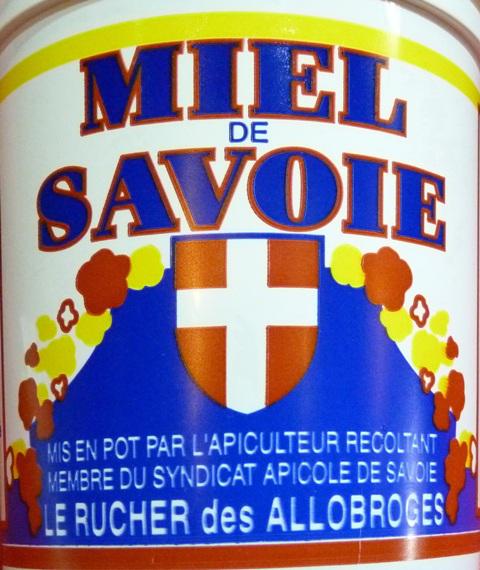 MIEL
DE
SAVOIE
MIS EN POT PAR L'APICULTEUR RECOLTANT
MEMBRE DU SYNDICAT APICOLE DE SAVOIE
LE RUCHER des ALLOBROGES